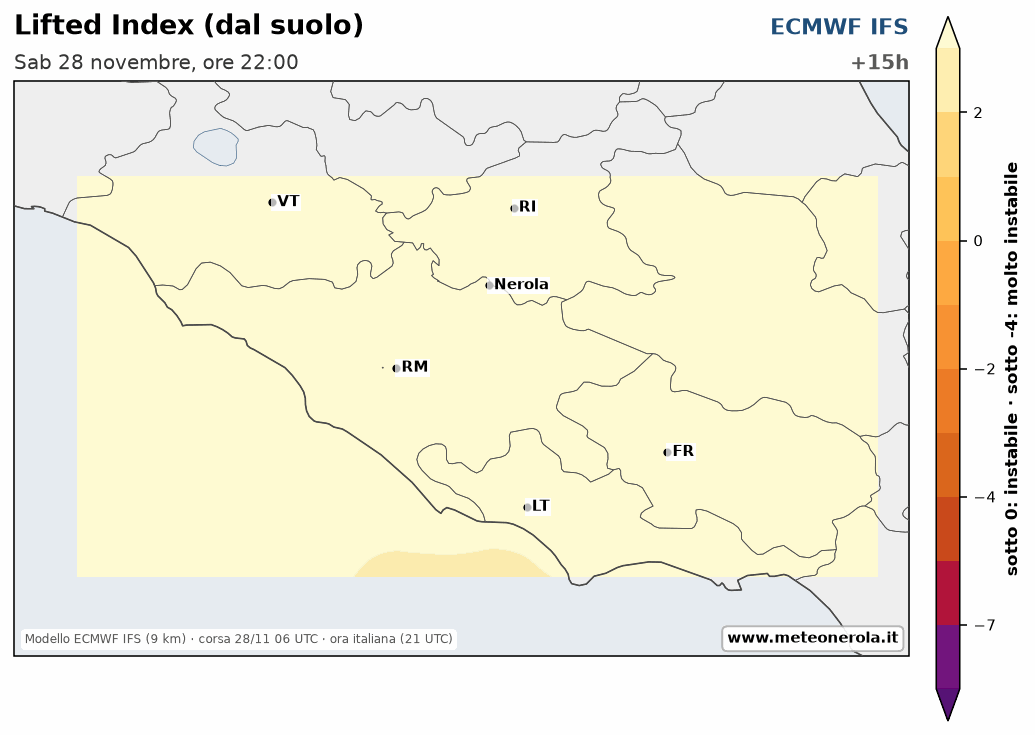 Lifted Index (dal suolo)
ECMWF IFS
Sab 28 novembre, ore 22:00
+15h
VT
RI
Nerola
RM
FR
LT
Modello ECMWF IFS (9 km) · corsa 28/11 06 UTC · ora italiana (21 UTC)
www.meteonerola.it
2
0
−2
−4
−7
sotto 0: instabile · sotto -4: molto instabile